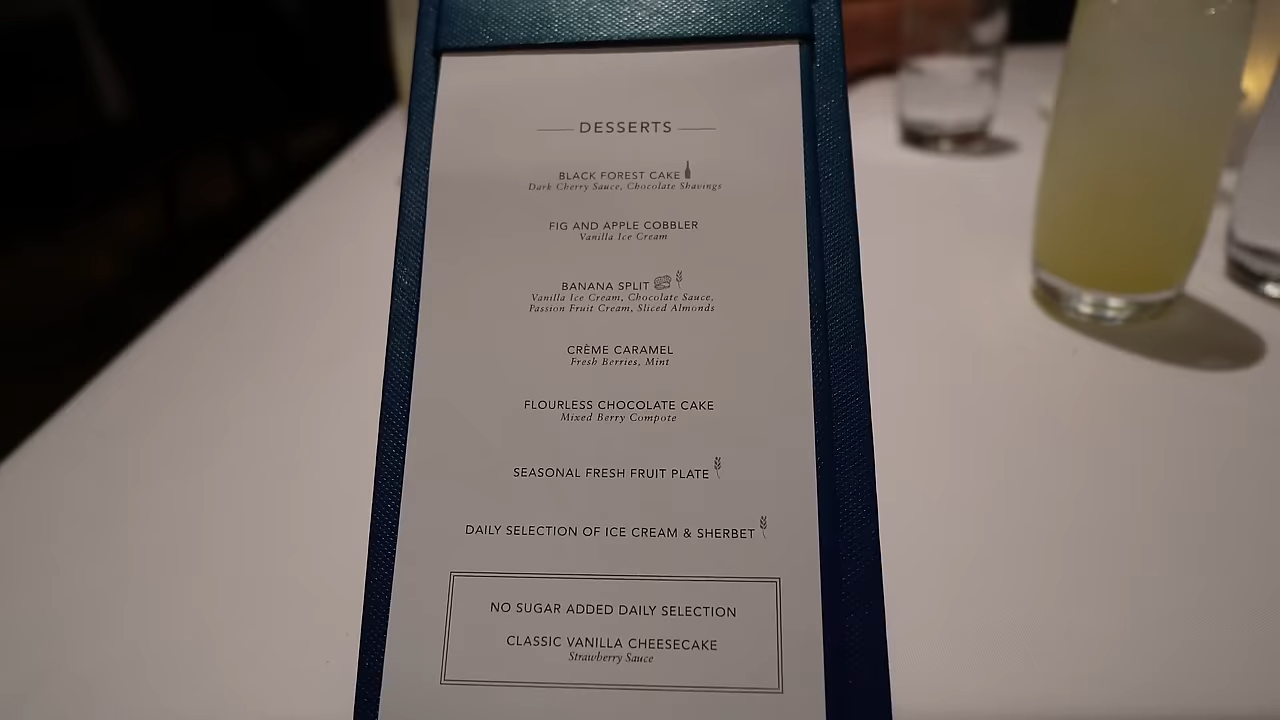 DESSERTS
BLACK FOREST CAKE
Dark Cherry Sauce, Chocolate Shavings
FIG AND APPLE COBBLER
Vanilla Ice Cream
BANANA SPLIT
Vanilla Ice Cream, Chocolate Sauce,
Passion Fruit Cream, Sliced Almonds
CRÈME CARAMEL
Fresh Berries, Mint
FLOURLESS CHOCOLATE CAKE
Mixed Berry Compote
SEASONAL FRESH FRUIT PLATE
DAILY SELECTION OF ICE CREAM & SHERBET
NO SUGAR ADDED DAILY SELECTION
CLASSIC VANILLA CHEESECAKE
Strawberry Sauce